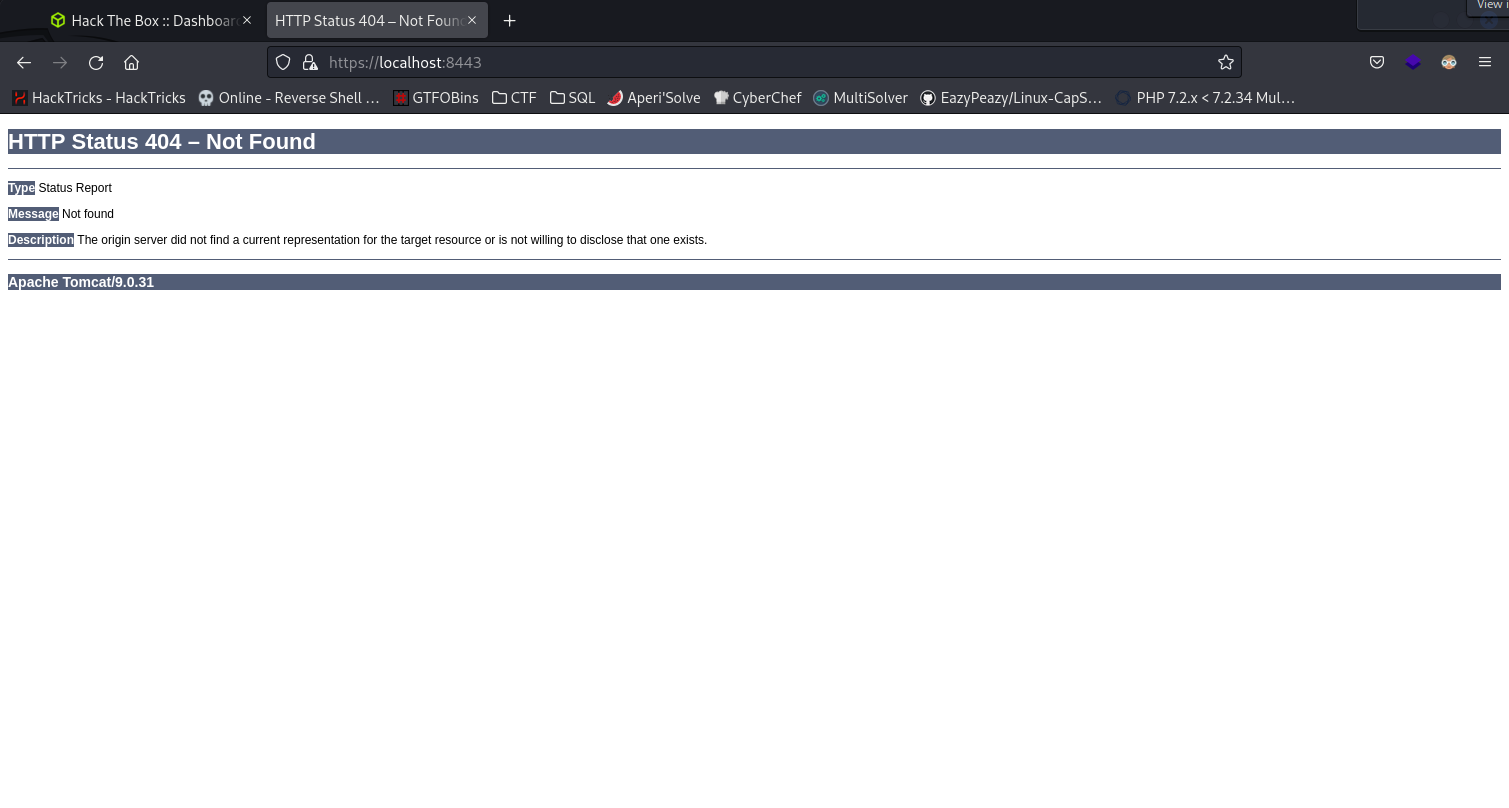 View i
Hack The Box :: Dashboar
HTTP Status 404 – Not Foun
https://localhost:8443
HackTricks - HackTricks
Online - Reverse Shell …
GTFOBins
CTF
SQL
Aperi'Solve
CyberChef
MultiSolver
EazyPeazy/Linux-CapS…
PHP 7.2.x < 7.2.34 Mul…
HTTP Status 404 – Not Found
Type Status Report
Message Not found
Description The origin server did not find a current representation for the target resource or is not willing to disclose that one exists.
Apache Tomcat/9.0.31